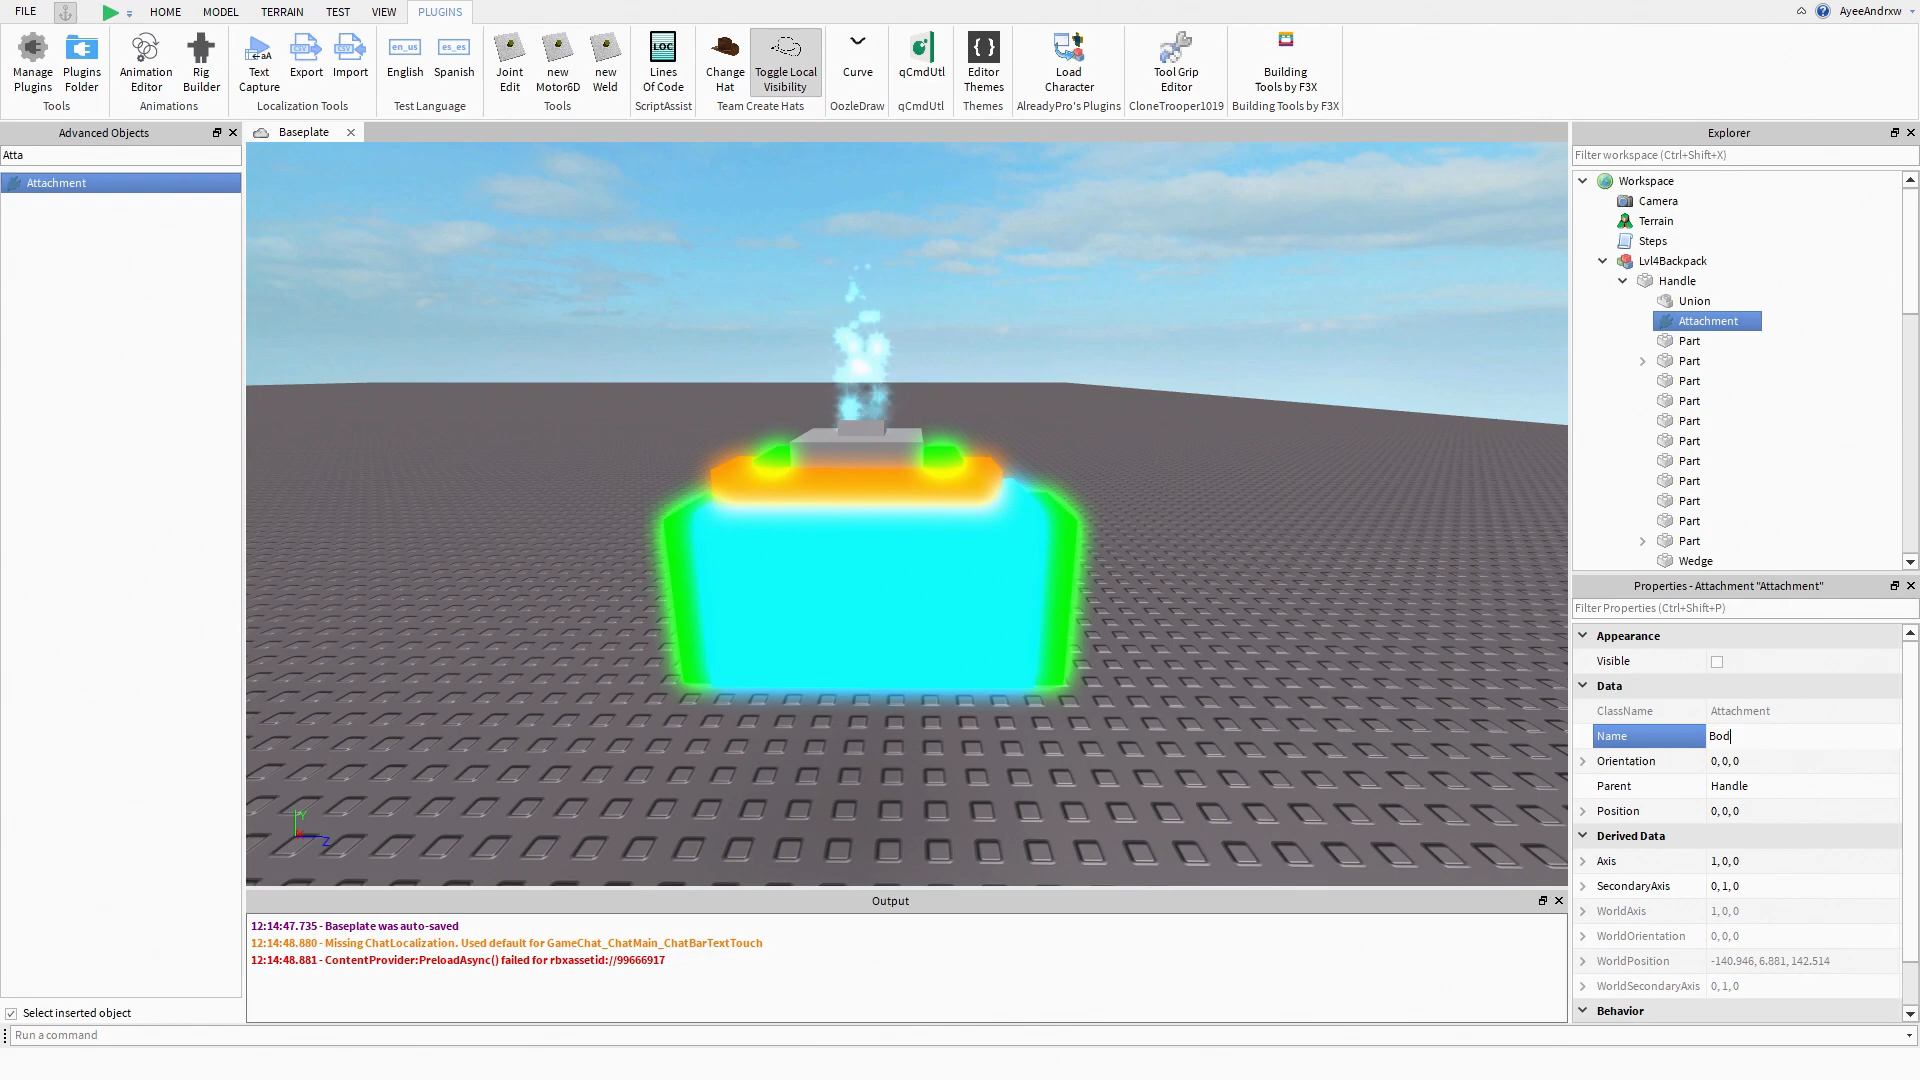 FILE
HOME
MODEL
TERRAIN
TEST
VIEW
PLUGINS
AyeeAndrxw
Manage Plugins
Plugins Folder
Tools
Animation Editor
Rig Builder
Animations
Text Capture
Export
Import
Localization Tools
en_us
English
es_es
Spanish
Test Language
Joint Edit
new Motor6D
new Weld
Tools
LOC
Lines Of Code
ScriptAssist
Change Hat
Toggle Local Visibility
Team Create Hats
Curve
OozleDraw
qCmdUtl
qCmdUtl
Editor Themes
Themes
Load Character
AlreadyPro's Plugins
Tool Grip Editor
CloneTrooper1019
Building Tools by F3X
Building Tools by F3X
Advanced Objects
Atta
Attachment
Select inserted object
Baseplate
Y
Z
Output
12:14:47.735 - Baseplate was auto-saved
12:14:48.880 - Missing ChatLocalization. Used default for GameChat_ChatMain_ChatBarTextTouch
12:14:48.881 - ContentProvider:PreloadAsync() failed for rbxassetid://99666917
Run a command
Explorer
Filter workspace (Ctrl+Shift+X)
Workspace
Camera
Terrain
Steps
Lvl4Backpack
Handle
Union
Attachment
Part
Part
Part
Part
Part
Part
Part
Part
Part
Part
Part
Wedge
Properties - Attachment "Attachment"
Filter Properties (Ctrl+Shift+P)
Appearance
Visible
Data
ClassName Attachment
Name Bod
Orientation 0, 0, 0
Parent Handle
Position 0, 0, 0
Derived Data
Axis 1, 0, 0
SecondaryAxis 0, 1, 0
WorldAxis 1, 0, 0
WorldOrientation 0, 0, 0
WorldPosition -140.946, 6.881, 142.514
WorldSecondaryAxis 0, 1, 0
Behavior